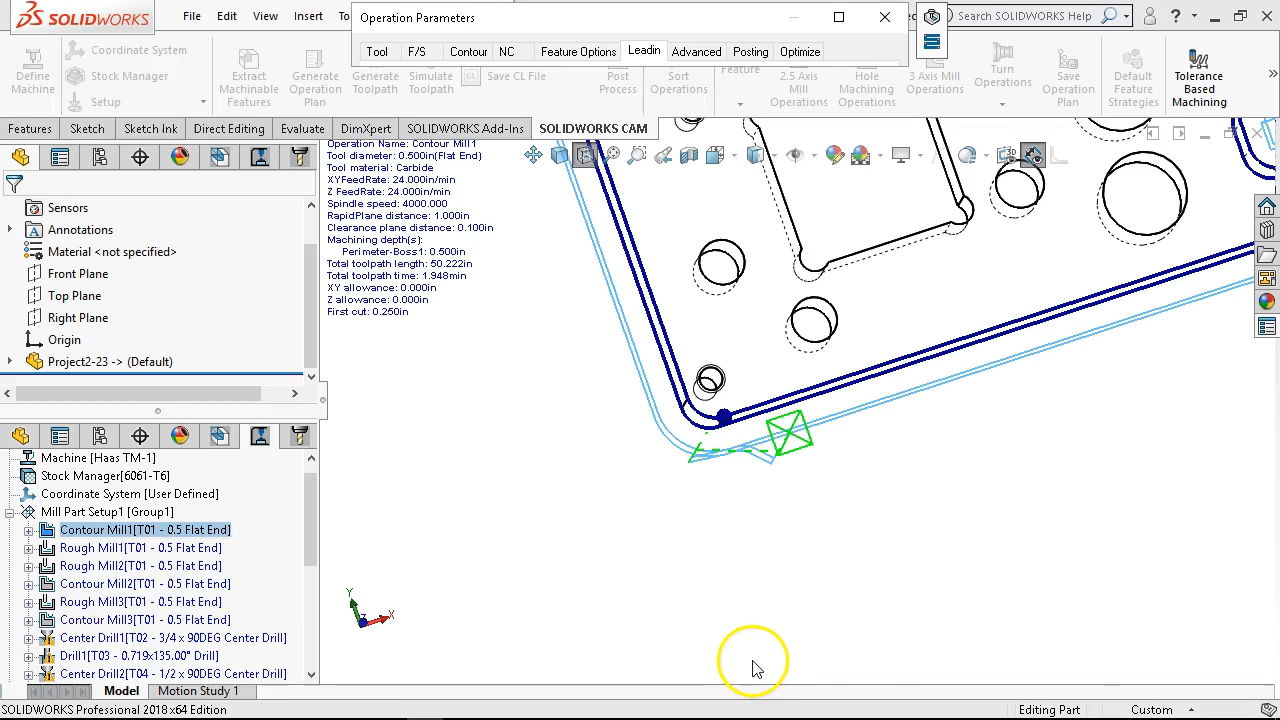 SOLIDWORKS
File
Edit
View
Insert
Operation Parameters
Search SOLIDWORKS Help
Tool
F/S
Contour
NC
Feature Options
Leadin
Advanced
Posting
Optimize
Define Machine
Coordinate System
Stock Manager
Setup
Extract Machinable Features
Generate Operation Plan
Generate Toolpath
Simulate Toolpath
Save CL File
Post Process
Sort Operations
Feature
2.5 Axis Mill Operations
Hole Machining Operations
3 Axis Mill Operations
Turn Operations
Save Operation Plan
Default Feature Strategies
Tolerance Based Machining
Features
Sketch
Sketch Ink
Direct Editing
Evaluate
DimXpert
SOLIDWORKS Add-Ins
SOLIDWORKS CAM
Operation Name: Contour Mill1
Tool diameter: 0.500in(Flat End)
Tool material: Carbide
XYFeedRate: 24.000in/min
Z FeedRate: 24.000in/min
Spindle speed: 4000.000
RapidPlane distance: 1.000in
Clearance plane distance: 0.100in
Machining depth(s):
Perimeter-Boss1: 0.500in
Total toolpath length: 50.222in
Total toolpath time: 1.948min
XY allowance: 0.000in
Z allowance: 0.000in
First cut: 0.250in
Sensors
Annotations
Material <not specified>
Front Plane
Top Plane
Right Plane
Origin
Project2-23 -> (Default)
Machine [Haas TM-1]
Stock Manager[6061-T6]
Coordinate System [User Defined]
Mill Part Setup1 [Group1]
Contour Mill1[T01 - 0.5 Flat End]
Rough Mill1[T01 - 0.5 Flat End]
Rough Mill2[T01 - 0.5 Flat End]
Contour Mill2[T01 - 0.5 Flat End]
Rough Mill3[T01 - 0.5 Flat End]
Contour Mill3[T01 - 0.5 Flat End]
Center Drill1[T02 - 3/4 x 90DEG Center Drill]
Drill1[T03 - 0.719x135.00° Drill]
Center Drill2[T04 - 1/2 x 90DEG Center Drill]
Y
X
Model
Motion Study 1
SOLIDWORKS Professional 2018 x64 Edition
Editing Part
Custom